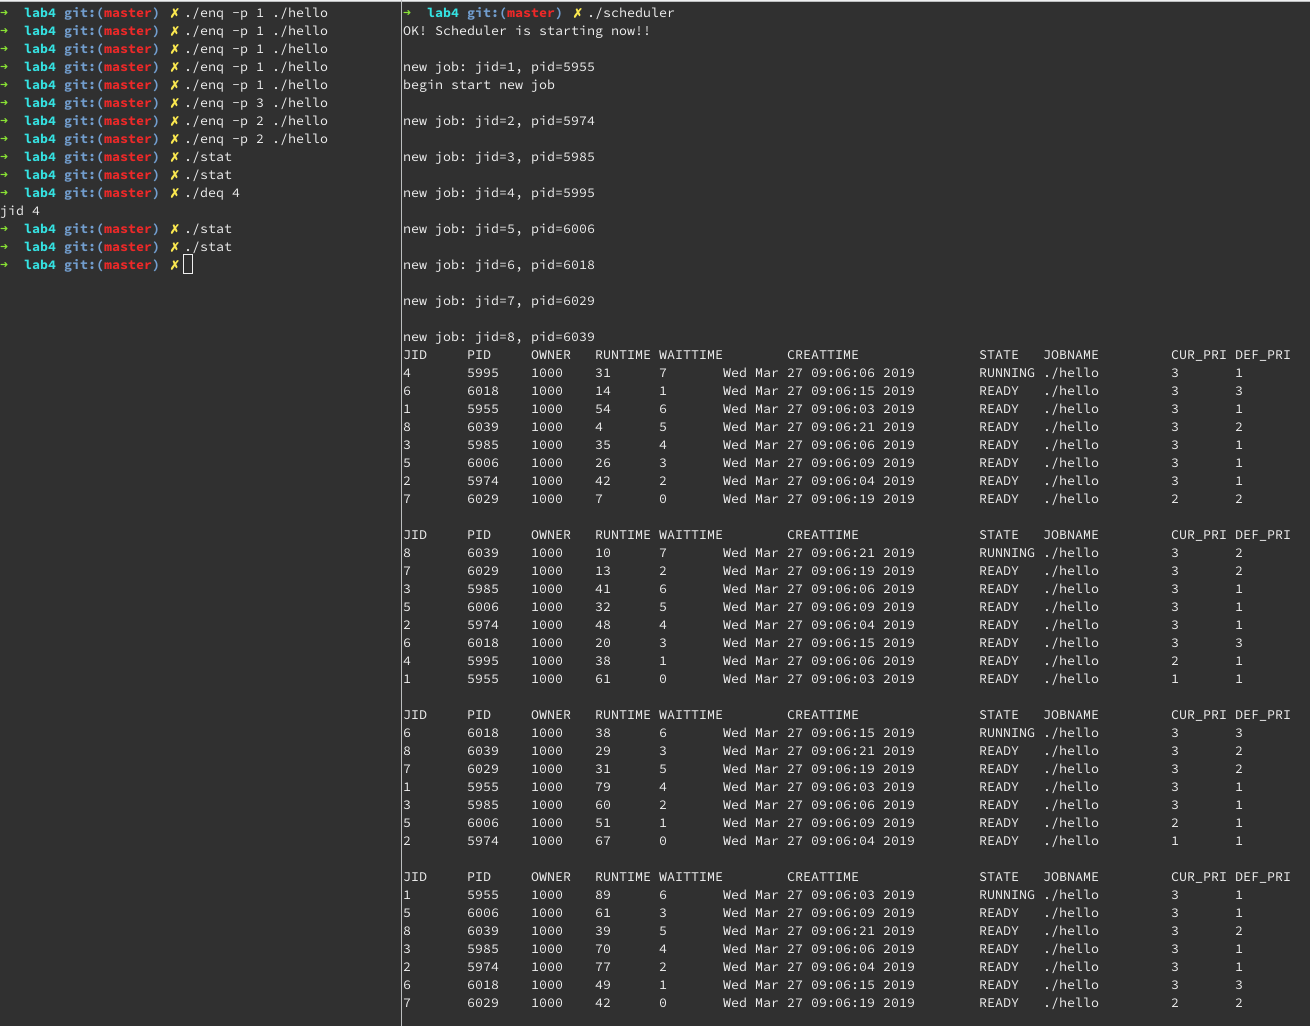 ➜  lab4 git:(master) ✗ ./enq -p 1 ./hello
➜  lab4 git:(master) ✗ ./enq -p 1 ./hello
➜  lab4 git:(master) ✗ ./enq -p 1 ./hello
➜  lab4 git:(master) ✗ ./enq -p 1 ./hello
➜  lab4 git:(master) ✗ ./enq -p 1 ./hello
➜  lab4 git:(master) ✗ ./enq -p 3 ./hello
➜  lab4 git:(master) ✗ ./enq -p 2 ./hello
➜  lab4 git:(master) ✗ ./enq -p 2 ./hello
➜  lab4 git:(master) ✗ ./stat
➜  lab4 git:(master) ✗ ./stat
➜  lab4 git:(master) ✗ ./deq 4
jid 4
➜  lab4 git:(master) ✗ ./stat
➜  lab4 git:(master) ✗ ./stat
➜  lab4 git:(master) ✗
➜  lab4 git:(master) ✗ ./scheduler
OK! Scheduler is starting now!!
new job: jid=1, pid=5955
begin start new job
new job: jid=2, pid=5974
new job: jid=3, pid=5985
new job: jid=4, pid=5995
new job: jid=5, pid=6006
new job: jid=6, pid=6018
new job: jid=7, pid=6029
new job: jid=8, pid=6039
JID PID OWNER RUNTIME WAITTIME CREATTIME STATE JOBNAME CUR_PRI DEF_PRI
4 5995 1000 31 7 Wed Mar 27 09:06:06 2019 RUNNING ./hello 3 1
6 6018 1000 14 1 Wed Mar 27 09:06:15 2019 READY ./hello 3 3
1 5955 1000 54 6 Wed Mar 27 09:06:03 2019 READY ./hello 3 1
8 6039 1000 4 5 Wed Mar 27 09:06:21 2019 READY ./hello 3 2
3 5985 1000 35 4 Wed Mar 27 09:06:06 2019 READY ./hello 3 1
5 6006 1000 26 3 Wed Mar 27 09:06:09 2019 READY ./hello 3 1
2 5974 1000 42 2 Wed Mar 27 09:06:04 2019 READY ./hello 3 1
7 6029 1000 7 0 Wed Mar 27 09:06:19 2019 READY ./hello 2 2
JID PID OWNER RUNTIME WAITTIME CREATTIME STATE JOBNAME CUR_PRI DEF_PRI
8 6039 1000 10 7 Wed Mar 27 09:06:21 2019 RUNNING ./hello 3 2
7 6029 1000 13 2 Wed Mar 27 09:06:19 2019 READY ./hello 3 2
3 5985 1000 41 6 Wed Mar 27 09:06:06 2019 READY ./hello 3 1
5 6006 1000 32 5 Wed Mar 27 09:06:09 2019 READY ./hello 3 1
2 5974 1000 48 4 Wed Mar 27 09:06:04 2019 READY ./hello 3 1
6 6018 1000 20 3 Wed Mar 27 09:06:15 2019 READY ./hello 3 3
4 5995 1000 38 1 Wed Mar 27 09:06:06 2019 READY ./hello 2 1
1 5955 1000 61 0 Wed Mar 27 09:06:03 2019 READY ./hello 1 1
JID PID OWNER RUNTIME WAITTIME CREATTIME STATE JOBNAME CUR_PRI DEF_PRI
6 6018 1000 38 6 Wed Mar 27 09:06:15 2019 RUNNING ./hello 3 3
8 6039 1000 29 3 Wed Mar 27 09:06:21 2019 READY ./hello 3 2
7 6029 1000 31 5 Wed Mar 27 09:06:19 2019 READY ./hello 3 2
1 5955 1000 79 4 Wed Mar 27 09:06:03 2019 READY ./hello 3 1
3 5985 1000 60 2 Wed Mar 27 09:06:06 2019 READY ./hello 3 1
5 6006 1000 51 1 Wed Mar 27 09:06:09 2019 READY ./hello 2 1
2 5974 1000 67 0 Wed Mar 27 09:06:04 2019 READY ./hello 1 1
JID PID OWNER RUNTIME WAITTIME CREATTIME STATE JOBNAME CUR_PRI DEF_PRI
1 5955 1000 89 6 Wed Mar 27 09:06:03 2019 RUNNING ./hello 3 1
5 6006 1000 61 3 Wed Mar 27 09:06:09 2019 READY ./hello 3 1
8 6039 1000 39 5 Wed Mar 27 09:06:21 2019 READY ./hello 3 2
3 5985 1000 70 4 Wed Mar 27 09:06:06 2019 READY ./hello 3 1
2 5974 1000 77 2 Wed Mar 27 09:06:04 2019 READY ./hello 3 1
6 6018 1000 49 1 Wed Mar 27 09:06:15 2019 READY ./hello 3 3
7 6029 1000 42 0 Wed Mar 27 09:06:19 2019 READY ./hello 2 2